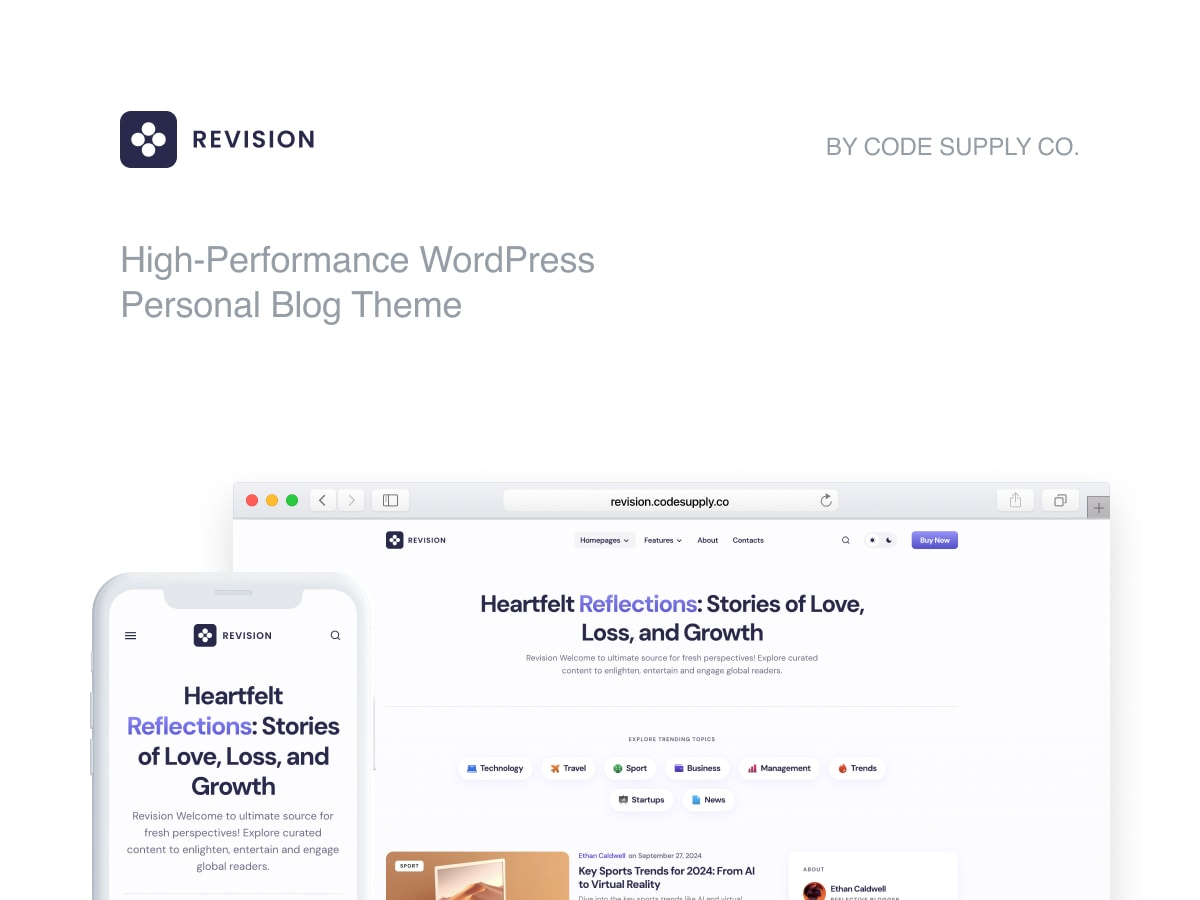 REVISION
BY CODE SUPPLY CO.
High-Performance WordPress
Personal Blog Theme
revision.codesupply.co
REVISION
Homepages
Features
About
Contacts
Buy Now
Heartfelt Reflections: Stories of Love,
Loss, and Growth
Revision Welcome to ultimate source for fresh perspectives! Explore curated
content to enlighten, entertain and engage global readers.
EXPLORE TRENDING TOPICS
Technology
Travel
Sport
Business
Management
Trends
Startups
News
SPORT
Ethan Caldwell on September 27, 2024
Key Sports Trends for 2024: From AI
to Virtual Reality
Dive into the key sports trends like AI and virtual
ABOUT
Ethan Caldwell
REFLECTIVE BLOGGER
REVISION
Heartfelt
Reflections: Stories
of Love, Loss, and
Growth
Revision Welcome to ultimate source for
fresh perspectives! Explore curated
content to enlighten, entertain and engage
global readers.